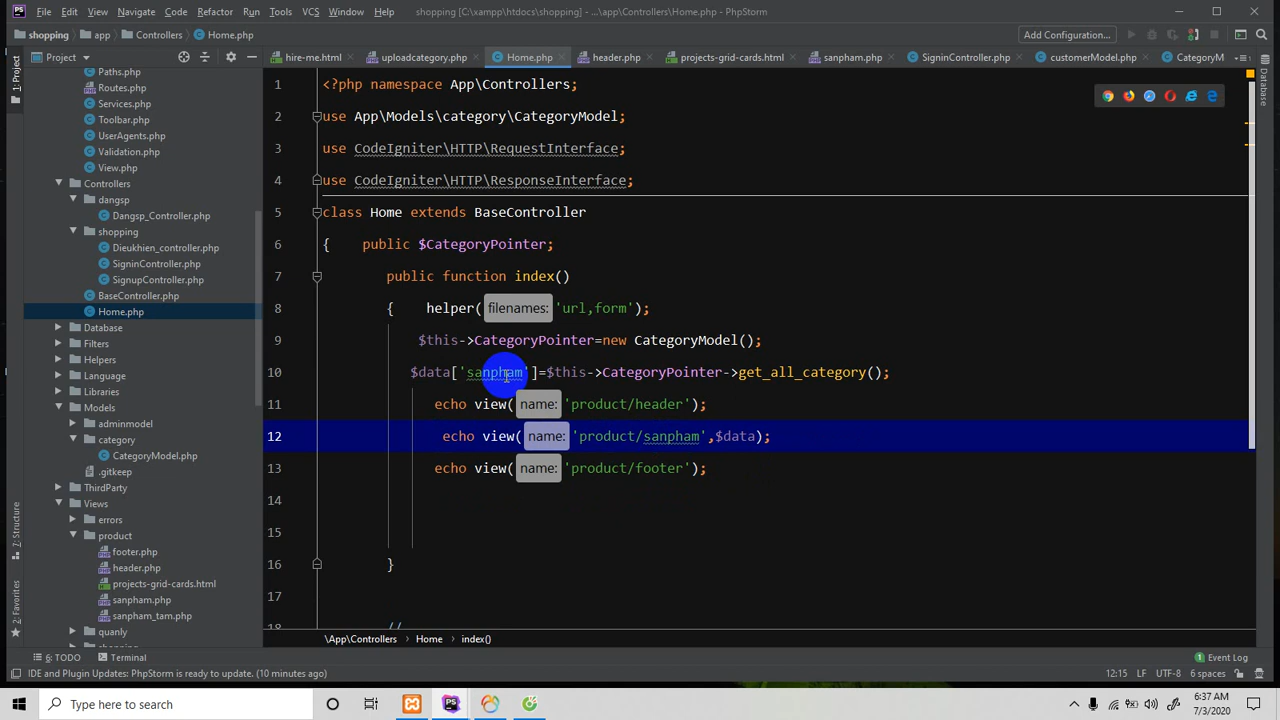 File Edit View Navigate Code Refactor Run Tools VCS Window Help shopping [C:\xampp\htdocs\shopping] - ...\app\Controllers\Home.php - PhpStorm
shopping app Controllers Home.php Add Configuration...
Project hire-me.html uploadcategory.php Home.php header.php projects-grid-cards.html sanpham.php SigninController.php customerModel.php CategoryM
1: Project
Database
7: Structure
2: Favorites
Paths.php
Routes.php
Services.php
Toolbar.php
UserAgents.php
Validation.php
View.php
Controllers
dangsp
Dangsp_Controller.php
shopping
Dieukhien_controller.php
SigninController.php
SignupController.php
BaseController.php
Home.php
Database
Filters
Helpers
Language
Models
adminmodel
category
CategoryModel.php
.gitkeep
ThirdParty
Views
errors
product
footer.php
header.php
projects-grid-cards.html
sanpham.php
sanpham_tam.php
quanly
1 <?php namespace App\Controllers;
2 use App\Models\category\CategoryModel;
3 use CodeIgniter\HTTP\RequestInterface;
4 use CodeIgniter\HTTP\ResponseInterface;
5 class Home extends BaseController
6 { public $CategoryPointer;
7 public function index()
8 { helper( filenames: 'url,form');
9 $this->CategoryPointer=new CategoryModel();
10 $data['sanpham']=$this->CategoryPointer->get_all_category();
11 echo view( name: 'product/header');
12 echo view( name: 'product/sanpham',$data);
13 echo view( name: 'product/footer');
14
15
16 }
17
18 //
\App\Controllers Home index()
6: TODO Terminal 1 Event Log
IDE and Plugin Updates: PhpStorm is ready to update. (10 minutes ago) 12:15 LF UTF-8 6 spaces
Type here to search
6:37 AM
7/3/2020